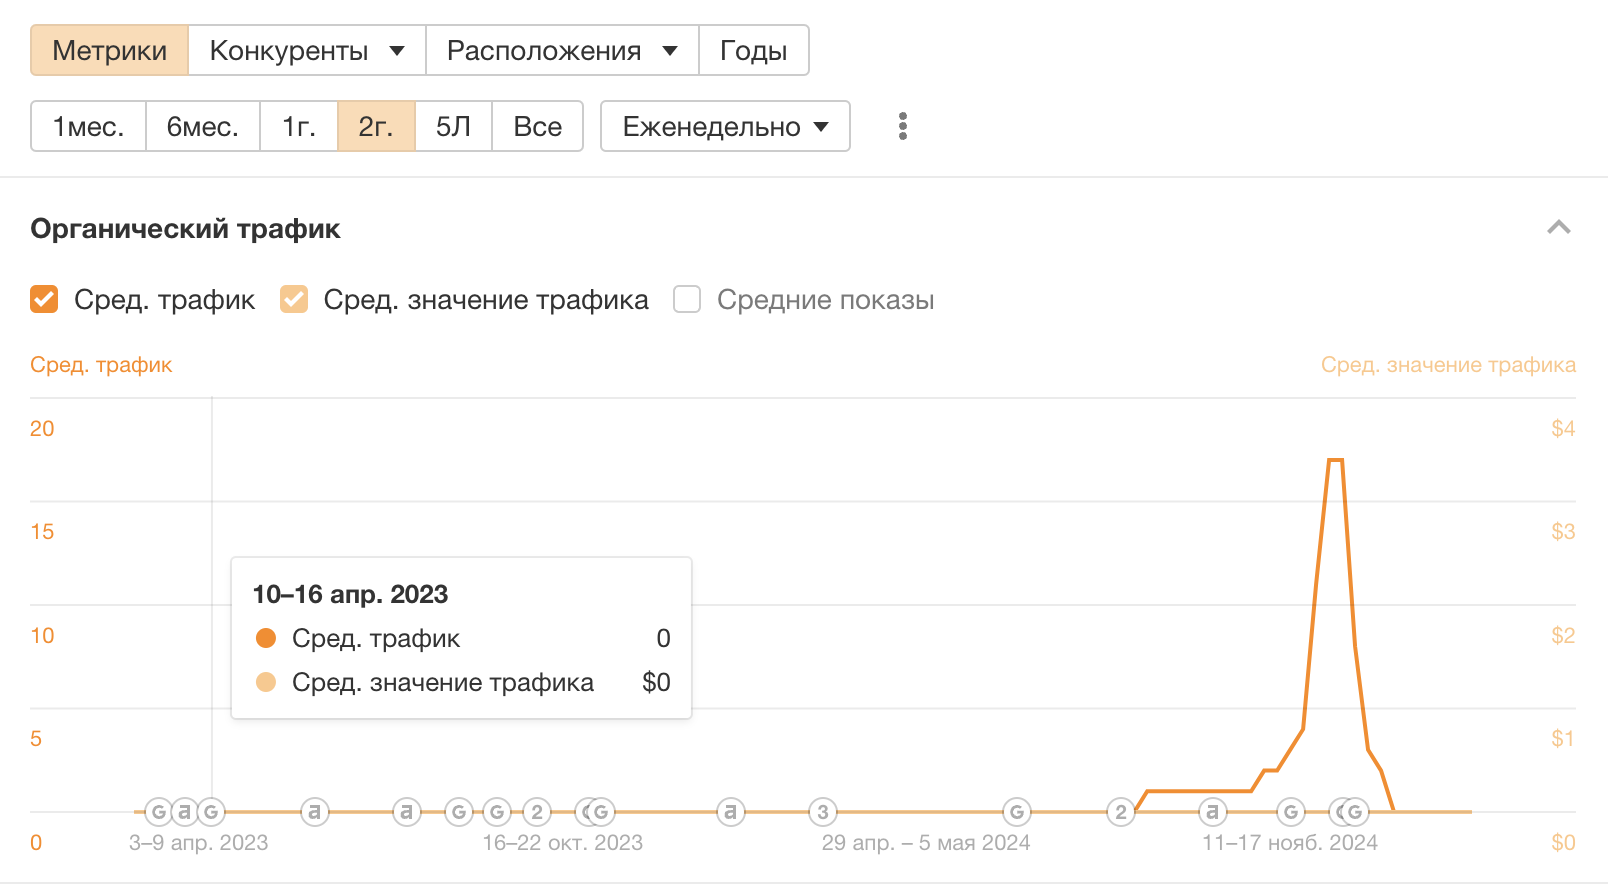 Метрики Конкуренты Расположения Годы
1мес. 6мес. 1г. 2г. 5Л Все Еженедельно
Органический трафик
Сред. трафик Сред. значение трафика Средние показы
Сред. трафик Сред. значение трафика
20 $4
15 $3
10–16 апр. 2023
Сред. трафик 0
Сред. значение трафика $0
10 $2
5 $1
G a G a a G G 2 G G a 3 G 2 a G G G
0 3–9 апр. 2023 16–22 окт. 2023 29 апр. – 5 мая 2024 11–17 нояб. 2024 $0